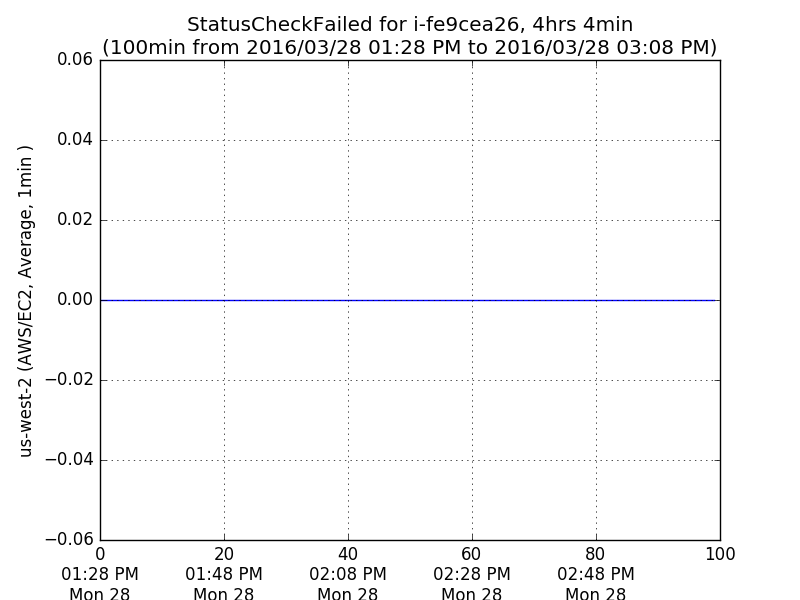 StatusCheckFailed for i-fe9cea26, 4hrs 4min
(100min from 2016/03/28 01:28 PM to 2016/03/28 03:08 PM)
us-west-2 (AWS/EC2, Average, 1min )
0.06
0.04
0.02
0.00
−0.02
−0.04
−0.06
0 20 40 60 80 100
01:28 PM 01:48 PM 02:08 PM 02:28 PM 02:48 PM
Mon 28 Mon 28 Mon 28 Mon 28 Mon 28